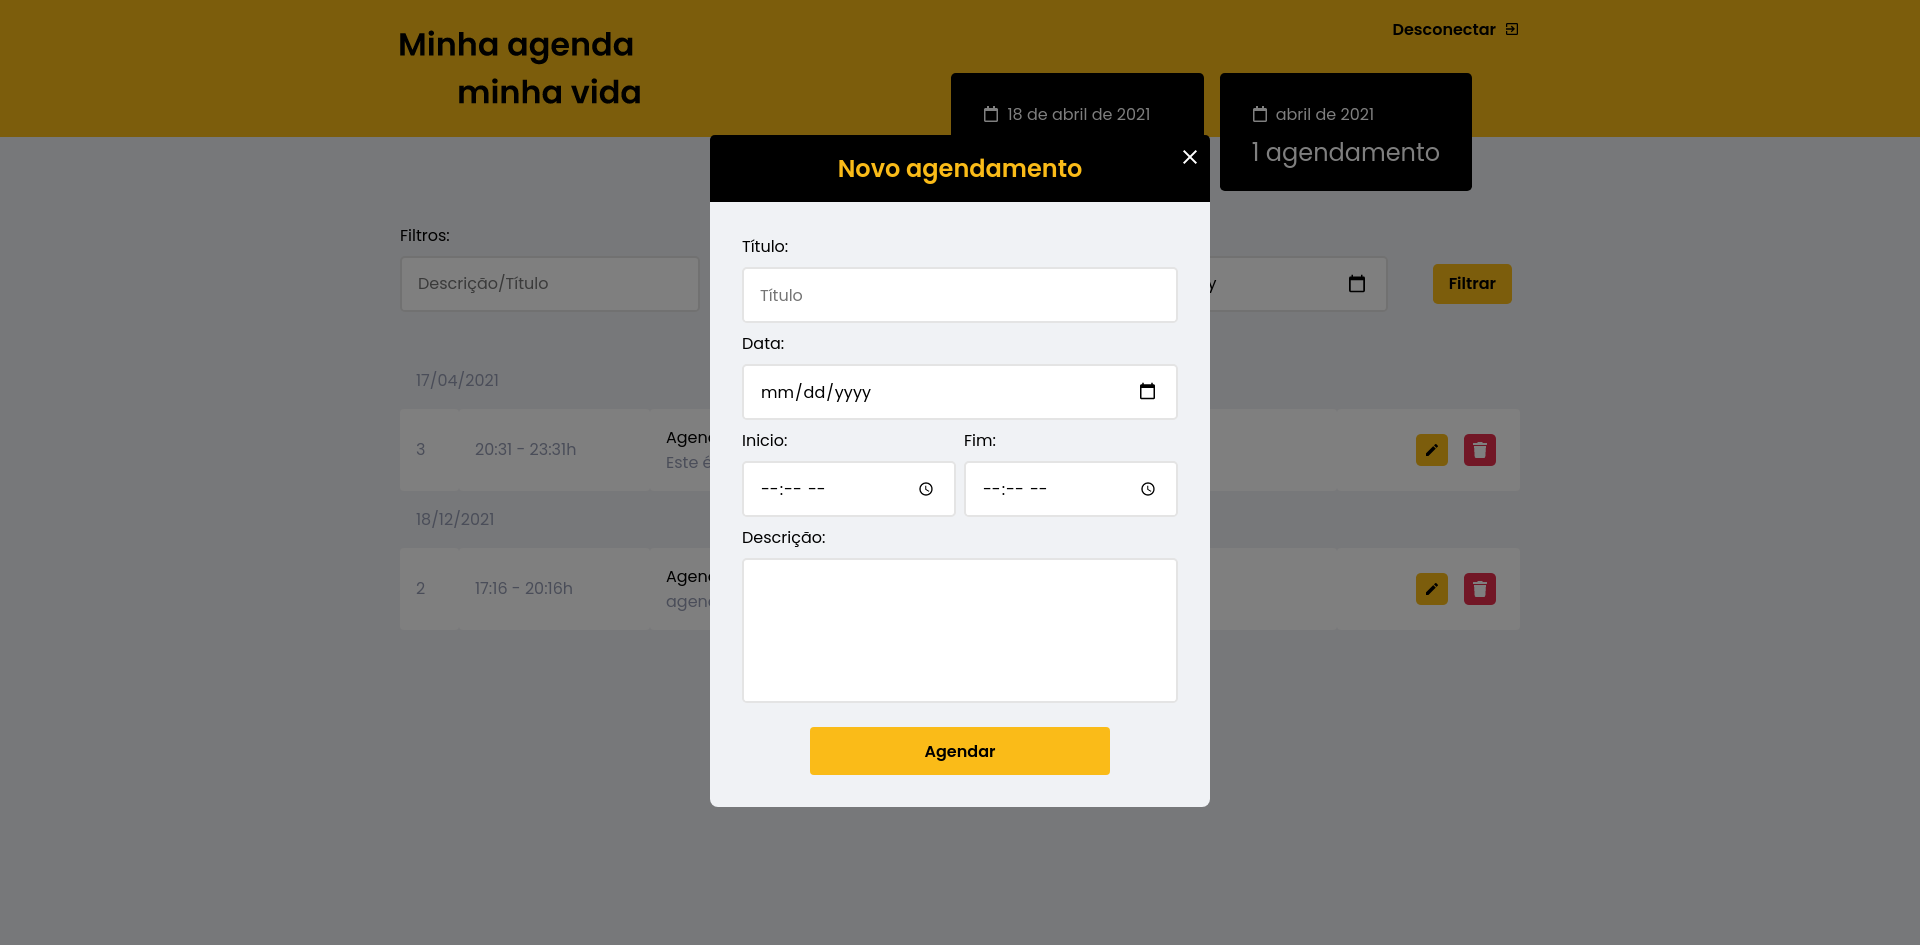 Minha agenda
minha vida
Desconectar
18 de abril de 2021
abril de 2021
1 agendamento
Filtros:
Descrição/Título
y
Filtrar
17/04/2021
3
20:31 - 23:31h
Agen
Este é
18/12/2021
2
17:16 - 20:16h
Agen
agen
Novo agendamento
Título:
Título
Data:
mm/dd/yyyy
Inicio:
Fim:
--:-- --
--:-- --
Descrição:
Agendar